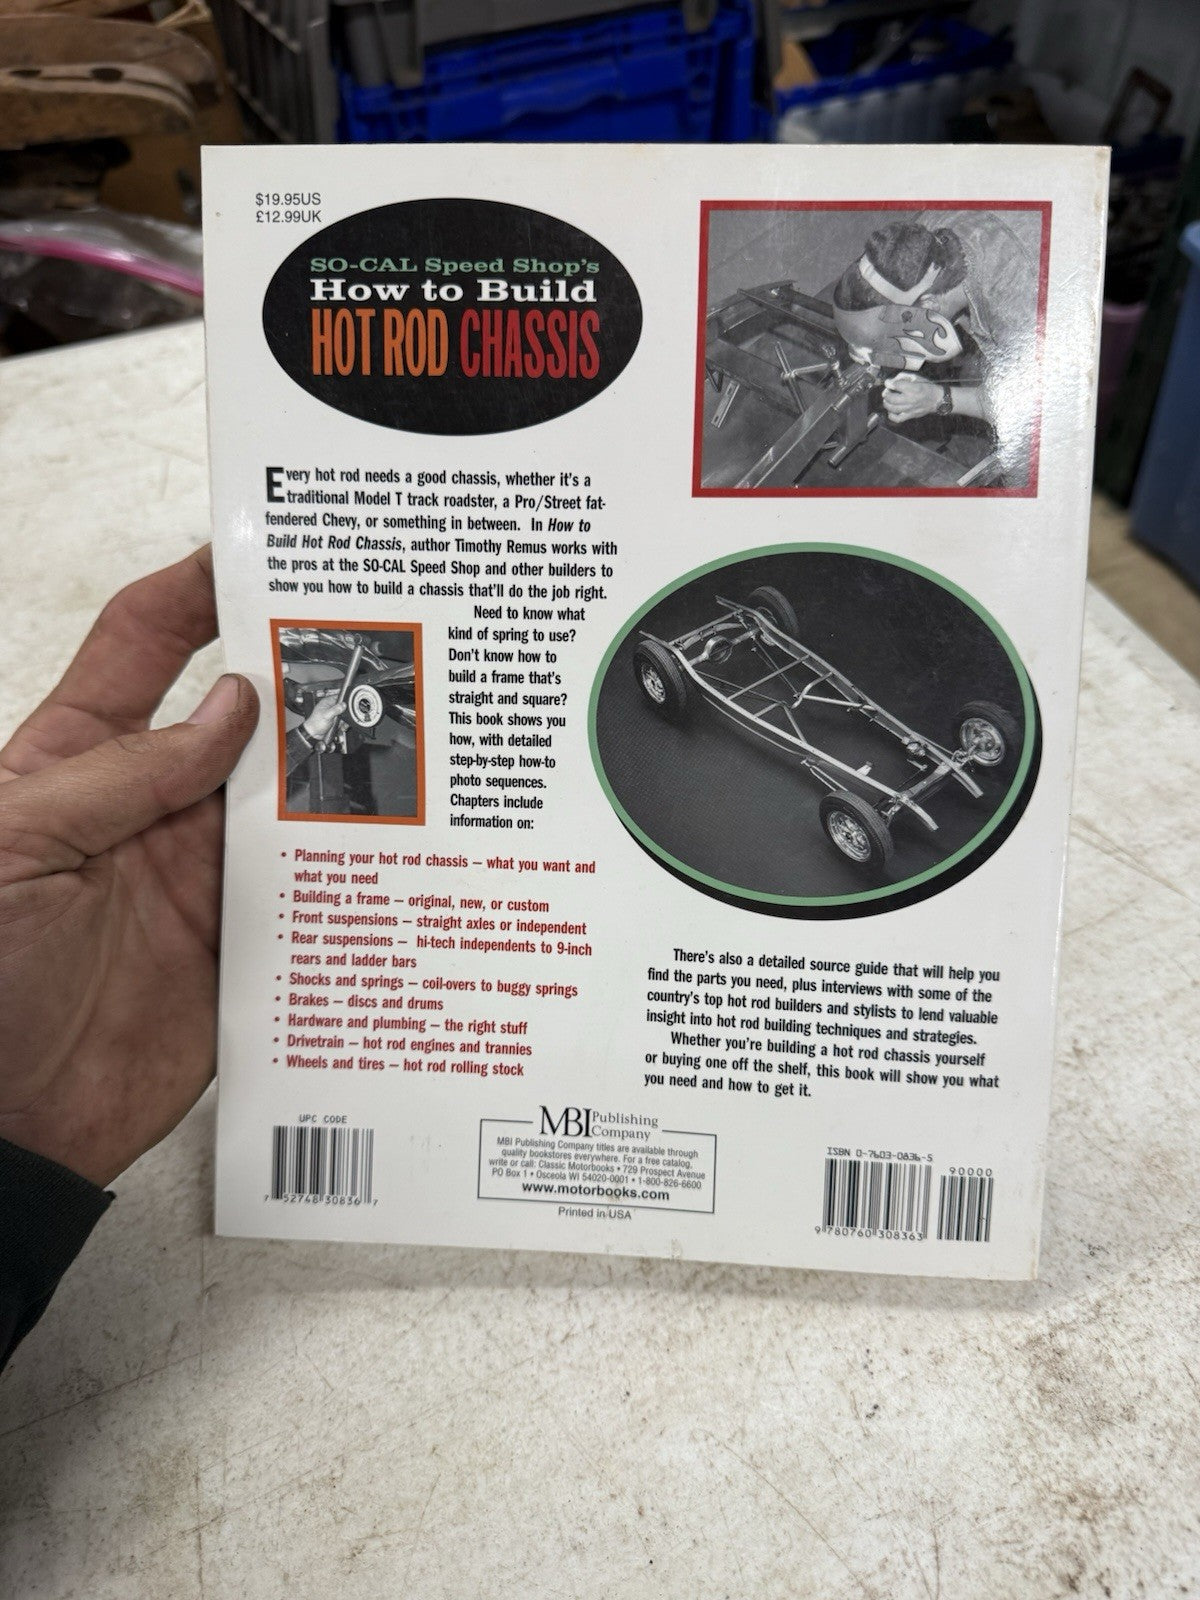 $19.95US
£12.99UK
SO-CAL Speed Shop's
How to Build
HOT ROD CHASSIS
Every hot rod needs a good chassis, whether it's a
traditional Model T track roadster, a Pro/Street fat-
fendered Chevy, or something in between. In How to
Build Hot Rod Chassis, author Timothy Remus works with
the pros at the SO-CAL Speed Shop and other builders to
show you how to build a chassis that'll do the job right.
Need to know what
kind of spring to use?
Don't know how to
build a frame that's
straight and square?
This book shows you
how, with detailed
step-by-step how-to
photo sequences.
Chapters include
information on:
• Planning your hot rod chassis – what you want and
what you need
• Building a frame – original, new, or custom
• Front suspensions – straight axles or independent
• Rear suspensions – hi-tech independents to 9-inch
rears and ladder bars
• Shocks and springs – coil-overs to buggy springs
• Brakes – discs and drums
• Hardware and plumbing – the right stuff
• Drivetrain – hot rod engines and trannies
• Wheels and tires – hot rod rolling stock
There's also a detailed source guide that will help you
find the parts you need, plus interviews with some of the
country's top hot rod builders and stylists to lend valuable
insight into hot rod building techniques and strategies.
Whether you're building a hot rod chassis yourself
or buying one off the shelf, this book will show you what
you need and how to get it.
UPC CODE
7 52748 30836 7
MBI Publishing
Company
MBI Publishing Company titles are available through
quality bookstores everywhere. For a free catalog,
write or call: Classic Motorbooks • 729 Prospect Avenue
PO Box 1 • Osceola WI 54020-0001 • 1-800-826-6600
www.motorbooks.com
Printed in USA
ISBN 0-7603-0836-5
90000
9 780760 308363